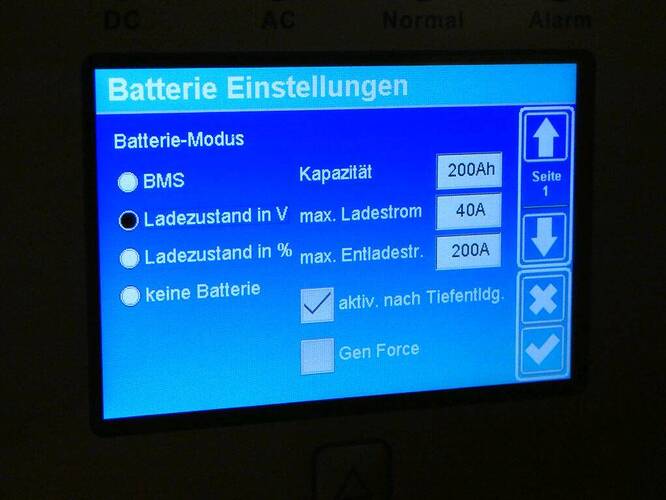 DC AC Normal Alarm
Batterie Einstellungen
Batterie-Modus
BMS
Ladezustand in V
Ladezustand in %
keine Batterie
Kapazität 200Ah
max. Ladestrom 40A
max. Entladestr. 200A
aktiv. nach Tiefentldg.
Gen Force
Seite
1